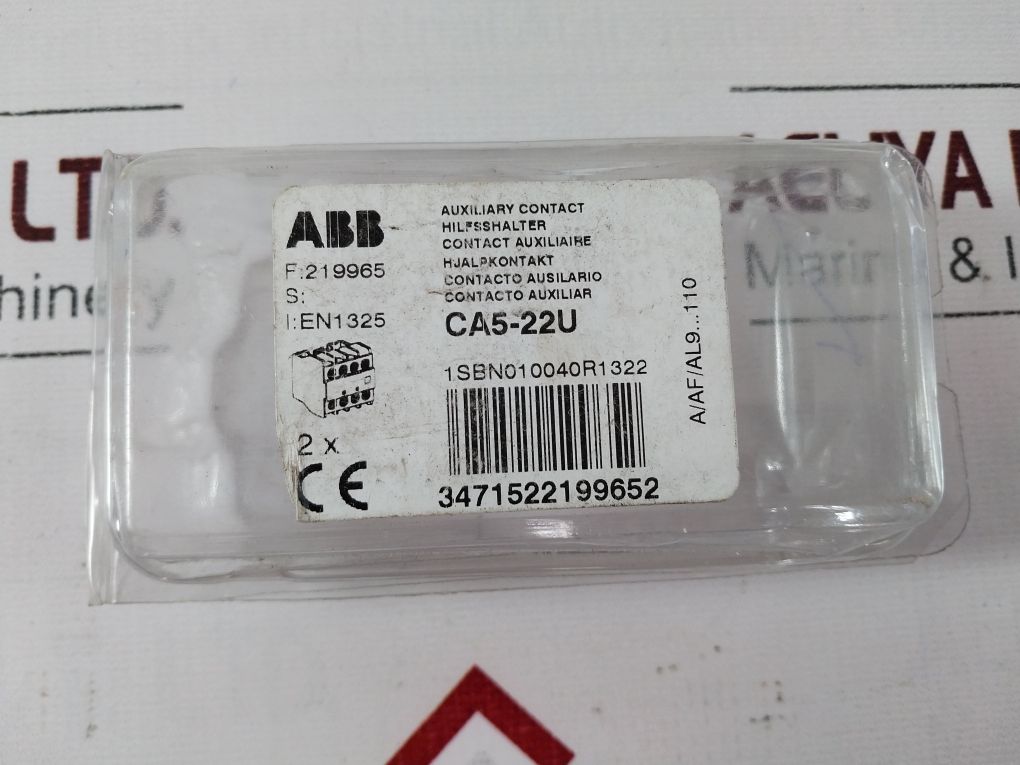 ABB
F:219965
S:
I:EN1325
2 x
CE
AUXILIARY CONTACT
HILFSSHALTER
CONTACT AUXILIAIRE
HJALPKONTAKT
CONTACTO AUSILARIO
CONTACTO AUXILIAR
CA5-22U
1SBN010040R1322
3471522199652
A/AF/AL9...110
LT
& I